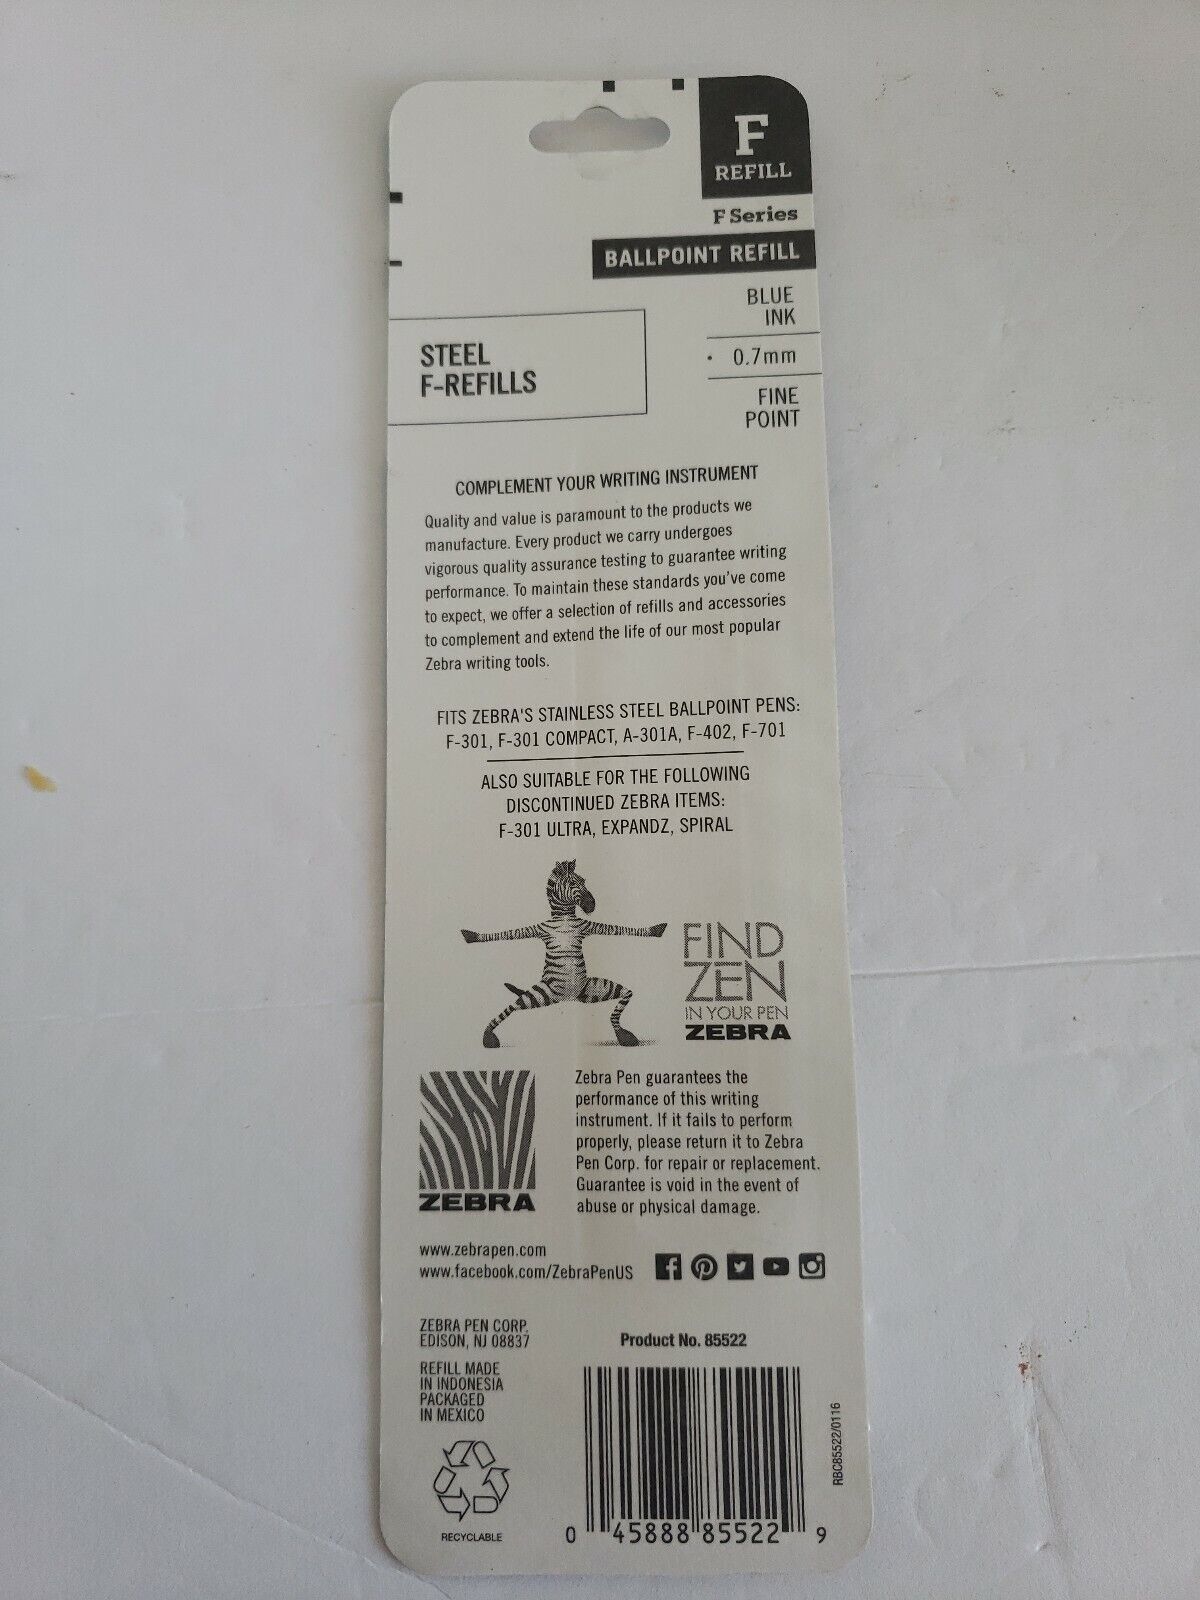 F
REFILL
F Series
BALLPOINT REFILL
BLUE
INK
0.7mm
FINE
POINT
STEEL
F-REFILLS
COMPLEMENT YOUR WRITING INSTRUMENT
Quality and value is paramount to the products we
manufacture. Every product we carry undergoes
vigorous quality assurance testing to guarantee writing
performance. To maintain these standards you've come
to expect, we offer a selection of refills and accessories
to complement and extend the life of our most popular
Zebra writing tools.
FITS ZEBRA'S STAINLESS STEEL BALLPOINT PENS:
F-301, F-301 COMPACT, A-301A, F-402, F-701
ALSO SUITABLE FOR THE FOLLOWING
DISCONTINUED ZEBRA ITEMS:
F-301 ULTRA, EXPANDZ, SPIRAL
FIND
ZEN
IN YOUR PEN
ZEBRA
ZEBRA
Zebra Pen guarantees the
performance of this writing
instrument. If it fails to perform
properly, please return it to Zebra
Pen Corp. for repair or replacement.
Guarantee is void in the event of
abuse or physical damage.
www.zebrapen.com
www.facebook.com/ZebraPenUS
ZEBRA PEN CORP.
EDISON, NJ 08837
REFILL MADE
IN INDONESIA
PACKAGED
IN MEXICO
RECYCLABLE
Product No. 85522
0 45888 85522 9
RBC85522/0116